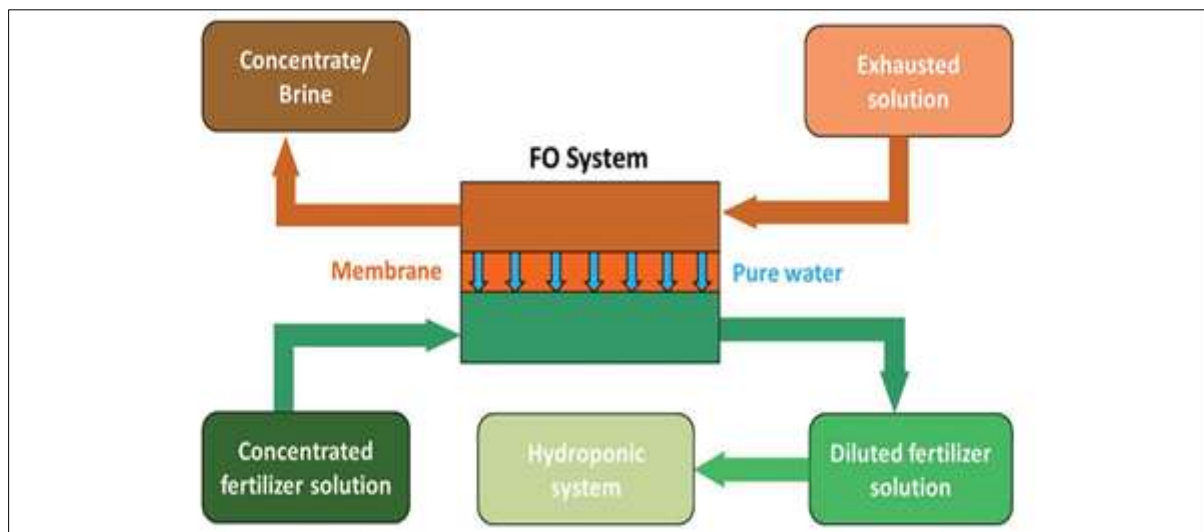 Concentrate/
Brine
Exhausted
solution
FO System
Membrane
Pure water
Concentrated
fertilizer solution
Hydroponic
system
Diluted fertilizer
solution